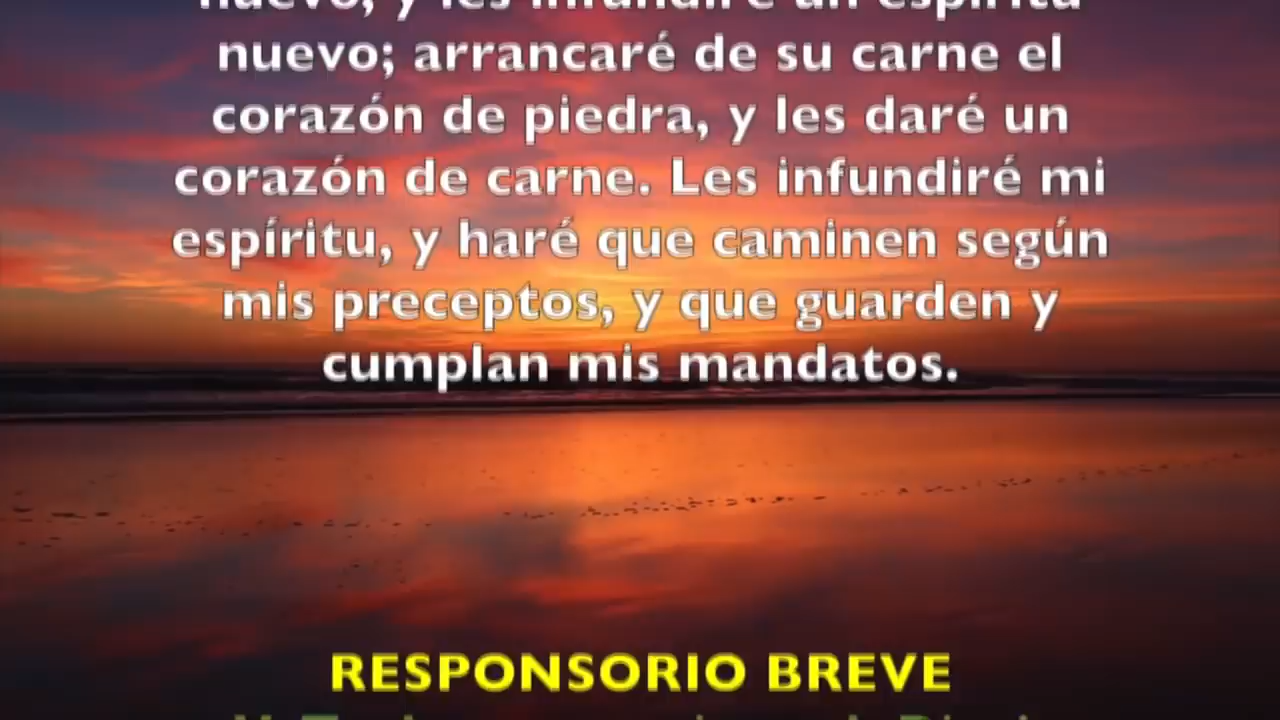 nuevo, y les infundiré un espíritu
nuevo; arrancaré de su carne el
corazón de piedra, y les daré un
corazón de carne. Les infundiré mi
espíritu, y haré que caminen según
mis preceptos, y que guarden y
cumplan mis mandatos.
RESPONSORIO BREVE